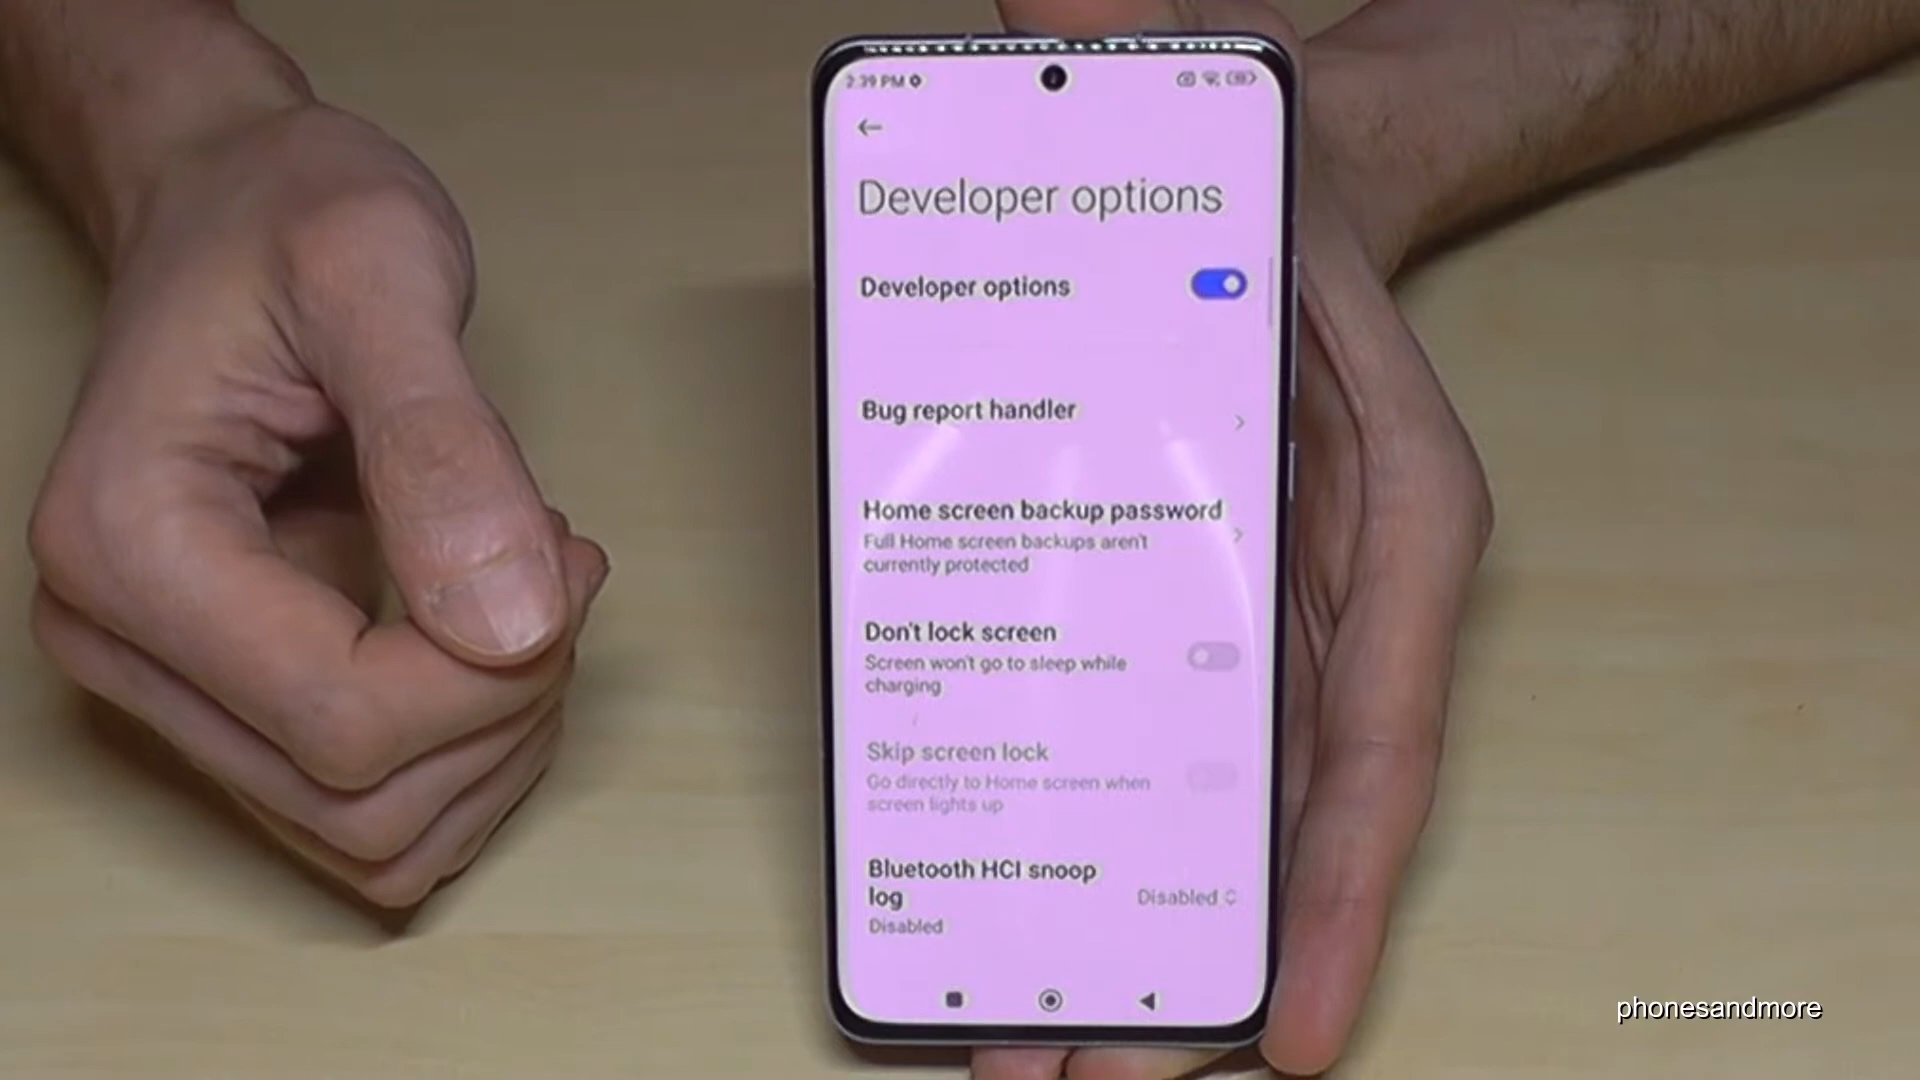 2:39 PM
Developer options
Developer options
Bug report handler
Home screen backup password
Full Home screen backups aren't
currently protected
Don't lock screen
Screen won't go to sleep while
charging
Skip screen lock
Go directly to Home screen when
screen lights up
Bluetooth HCI snoop
log
Disabled
Disabled
phonesandmore